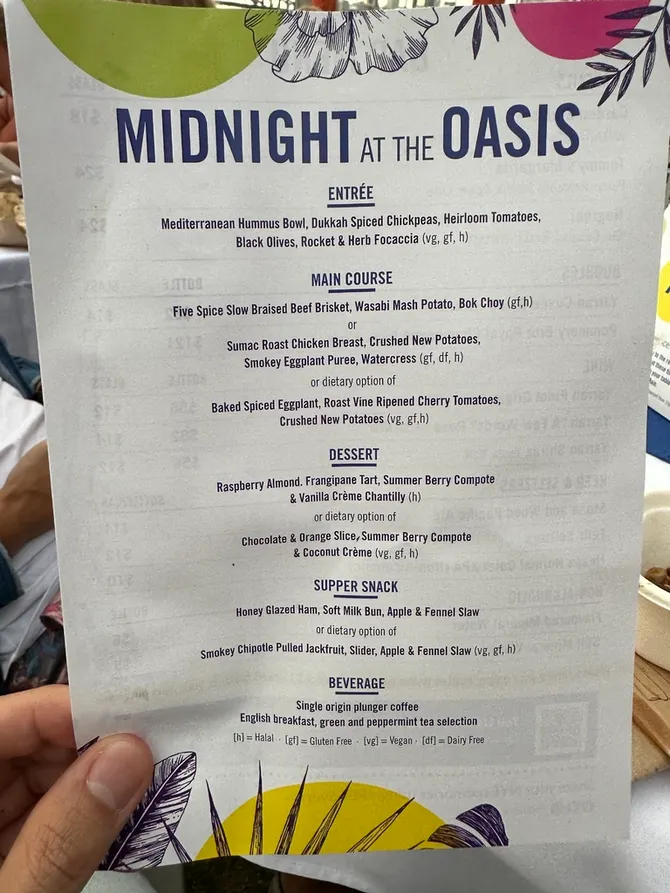 MIDNIGHT AT THE OASIS
ENTRÉE
Mediterranean Hummus Bowl, Dukkah Spiced Chickpeas, Heirloom Tomatoes,
Black Olives, Rocket & Herb Focaccia (vg, gf, h)
MAIN COURSE
Five Spice Slow Braised Beef Brisket, Wasabi Mash Potato, Bok Choy (gf,h)
or
Sumac Roast Chicken Breast, Crushed New Potatoes,
Smokey Eggplant Puree, Watercress (gf, df, h)
or dietary option of
Baked Spiced Eggplant, Roast Vine Ripened Cherry Tomatoes,
Crushed New Potatoes (vg, gf,h)
DESSERT
Raspberry Almond. Frangipane Tart, Summer Berry Compote
& Vanilla Crème Chantilly (h)
or dietary option of
Chocolate & Orange Slice, Summer Berry Compote
& Coconut Crème (vg, gf, h)
SUPPER SNACK
Honey Glazed Ham, Soft Milk Bun, Apple & Fennel Slaw
or dietary option of
Smokey Chipotle Pulled Jackfruit, Slider, Apple & Fennel Slaw (vg, gf, h)
BEVERAGE
Single origin plunger coffee
English breakfast, green and peppermint tea selection
[h] = Halal · [gf] = Gluten Free · [vg] = Vegan · [df] = Dairy Free